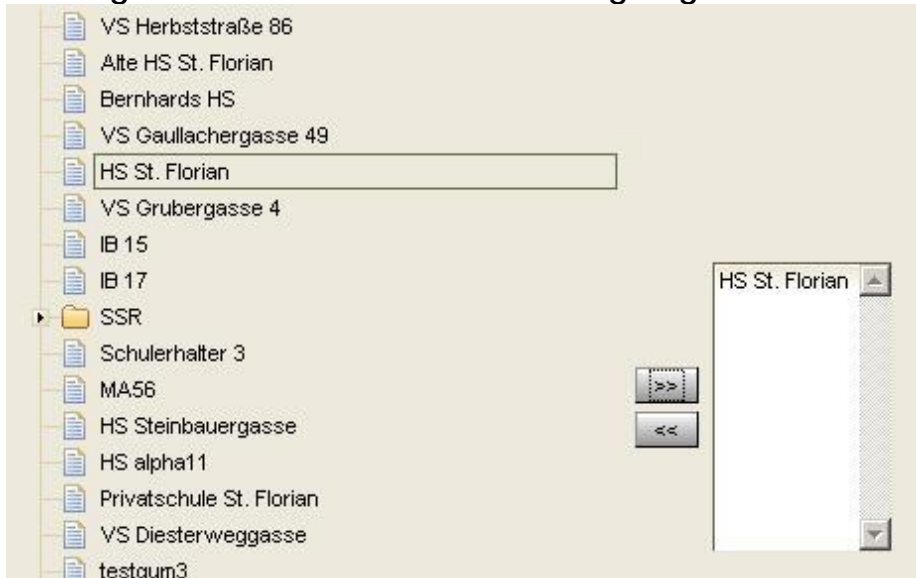 VS Herbststraße 86
Alte HS St. Florian
Bernhards HS
VS Gaullachergasse 49
HS St. Florian
VS Grubergasse 4
IB 15
IB 17
SSR
Schulerhalter 3
MA56
HS Steinbauergasse
HS alpha11
Privatschule St. Florian
VS Diesterweggasse
testgum3
>>
<<
HS St. Florian